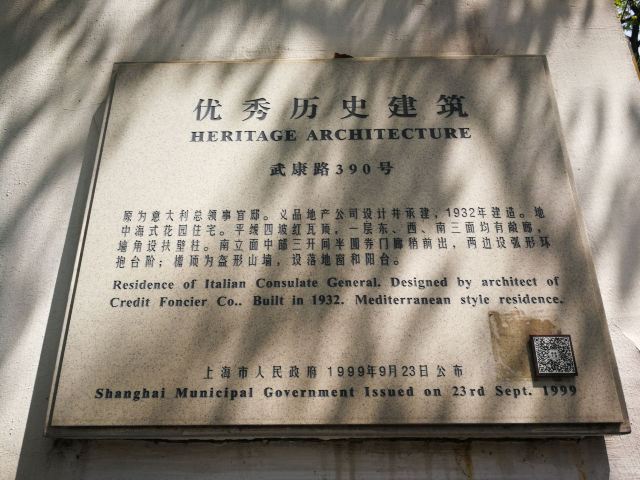 优秀历史建筑
HERITAGE ARCHITECTURE
武康路390号
原为意大利总领事官邸。义品地产公司设计并承建，1932年建造。地
中海式花园住宅。平缓四坡红瓦顶，一层东、西、南三面均有敞廊，
墙角设扶壁柱。南立面中部三开间半圆券门廊稍前出，两边设弧形环
抱台阶；檐顶为盔形山墙，设落地窗和阳台。
Residence of Italian Consulate General. Designed by architect of
Credit Foncier Co.. Built in 1932. Mediterranean style residence.
上海市人民政府 1999年9月23日公布
Shanghai Municipal Government Issued on 23rd Sept. 1999